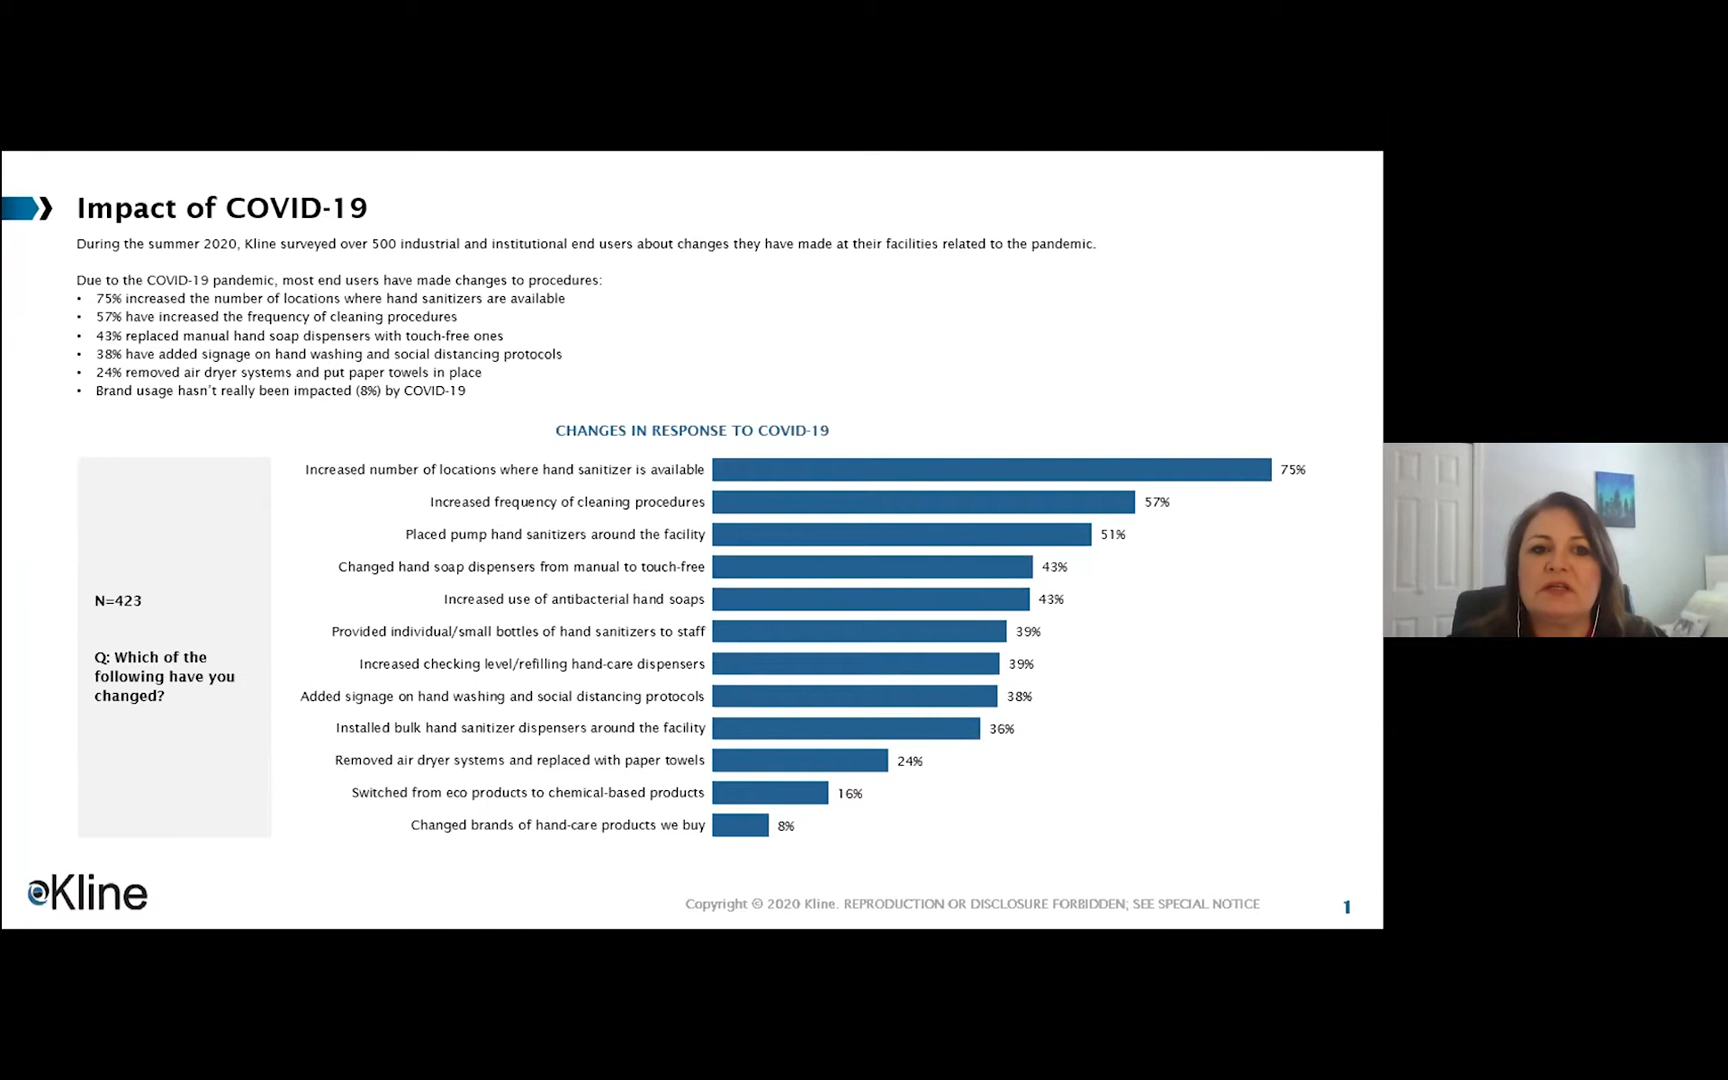 Impact of COVID-19
During the summer 2020, Kline surveyed over 500 industrial and institutional end users about changes they have made at their facilities related to the pandemic.
Due to the COVID-19 pandemic, most end users have made changes to procedures:
• 75% increased the number of locations where hand sanitizers are available
• 57% have increased the frequency of cleaning procedures
• 43% replaced manual hand soap dispensers with touch-free ones
• 38% have added signage on hand washing and social distancing protocols
• 24% removed air dryer systems and put paper towels in place
• Brand usage hasn't really been impacted (8%) by COVID-19
CHANGES IN RESPONSE TO COVID-19
N=423
Q: Which of the
following have you
changed?
Increased number of locations where hand sanitizer is available 75%
Increased frequency of cleaning procedures 57%
Placed pump hand sanitizers around the facility 51%
Changed hand soap dispensers from manual to touch-free 43%
Increased use of antibacterial hand soaps 43%
Provided individual/small bottles of hand sanitizers to staff 39%
Increased checking level/refilling hand-care dispensers 39%
Added signage on hand washing and social distancing protocols 38%
Installed bulk hand sanitizer dispensers around the facility 36%
Removed air dryer systems and replaced with paper towels 24%
Switched from eco products to chemical-based products 16%
Changed brands of hand-care products we buy 8%
Kline
Copyright © 2020 Kline. REPRODUCTION OR DISCLOSURE FORBIDDEN; SEE SPECIAL NOTICE
1